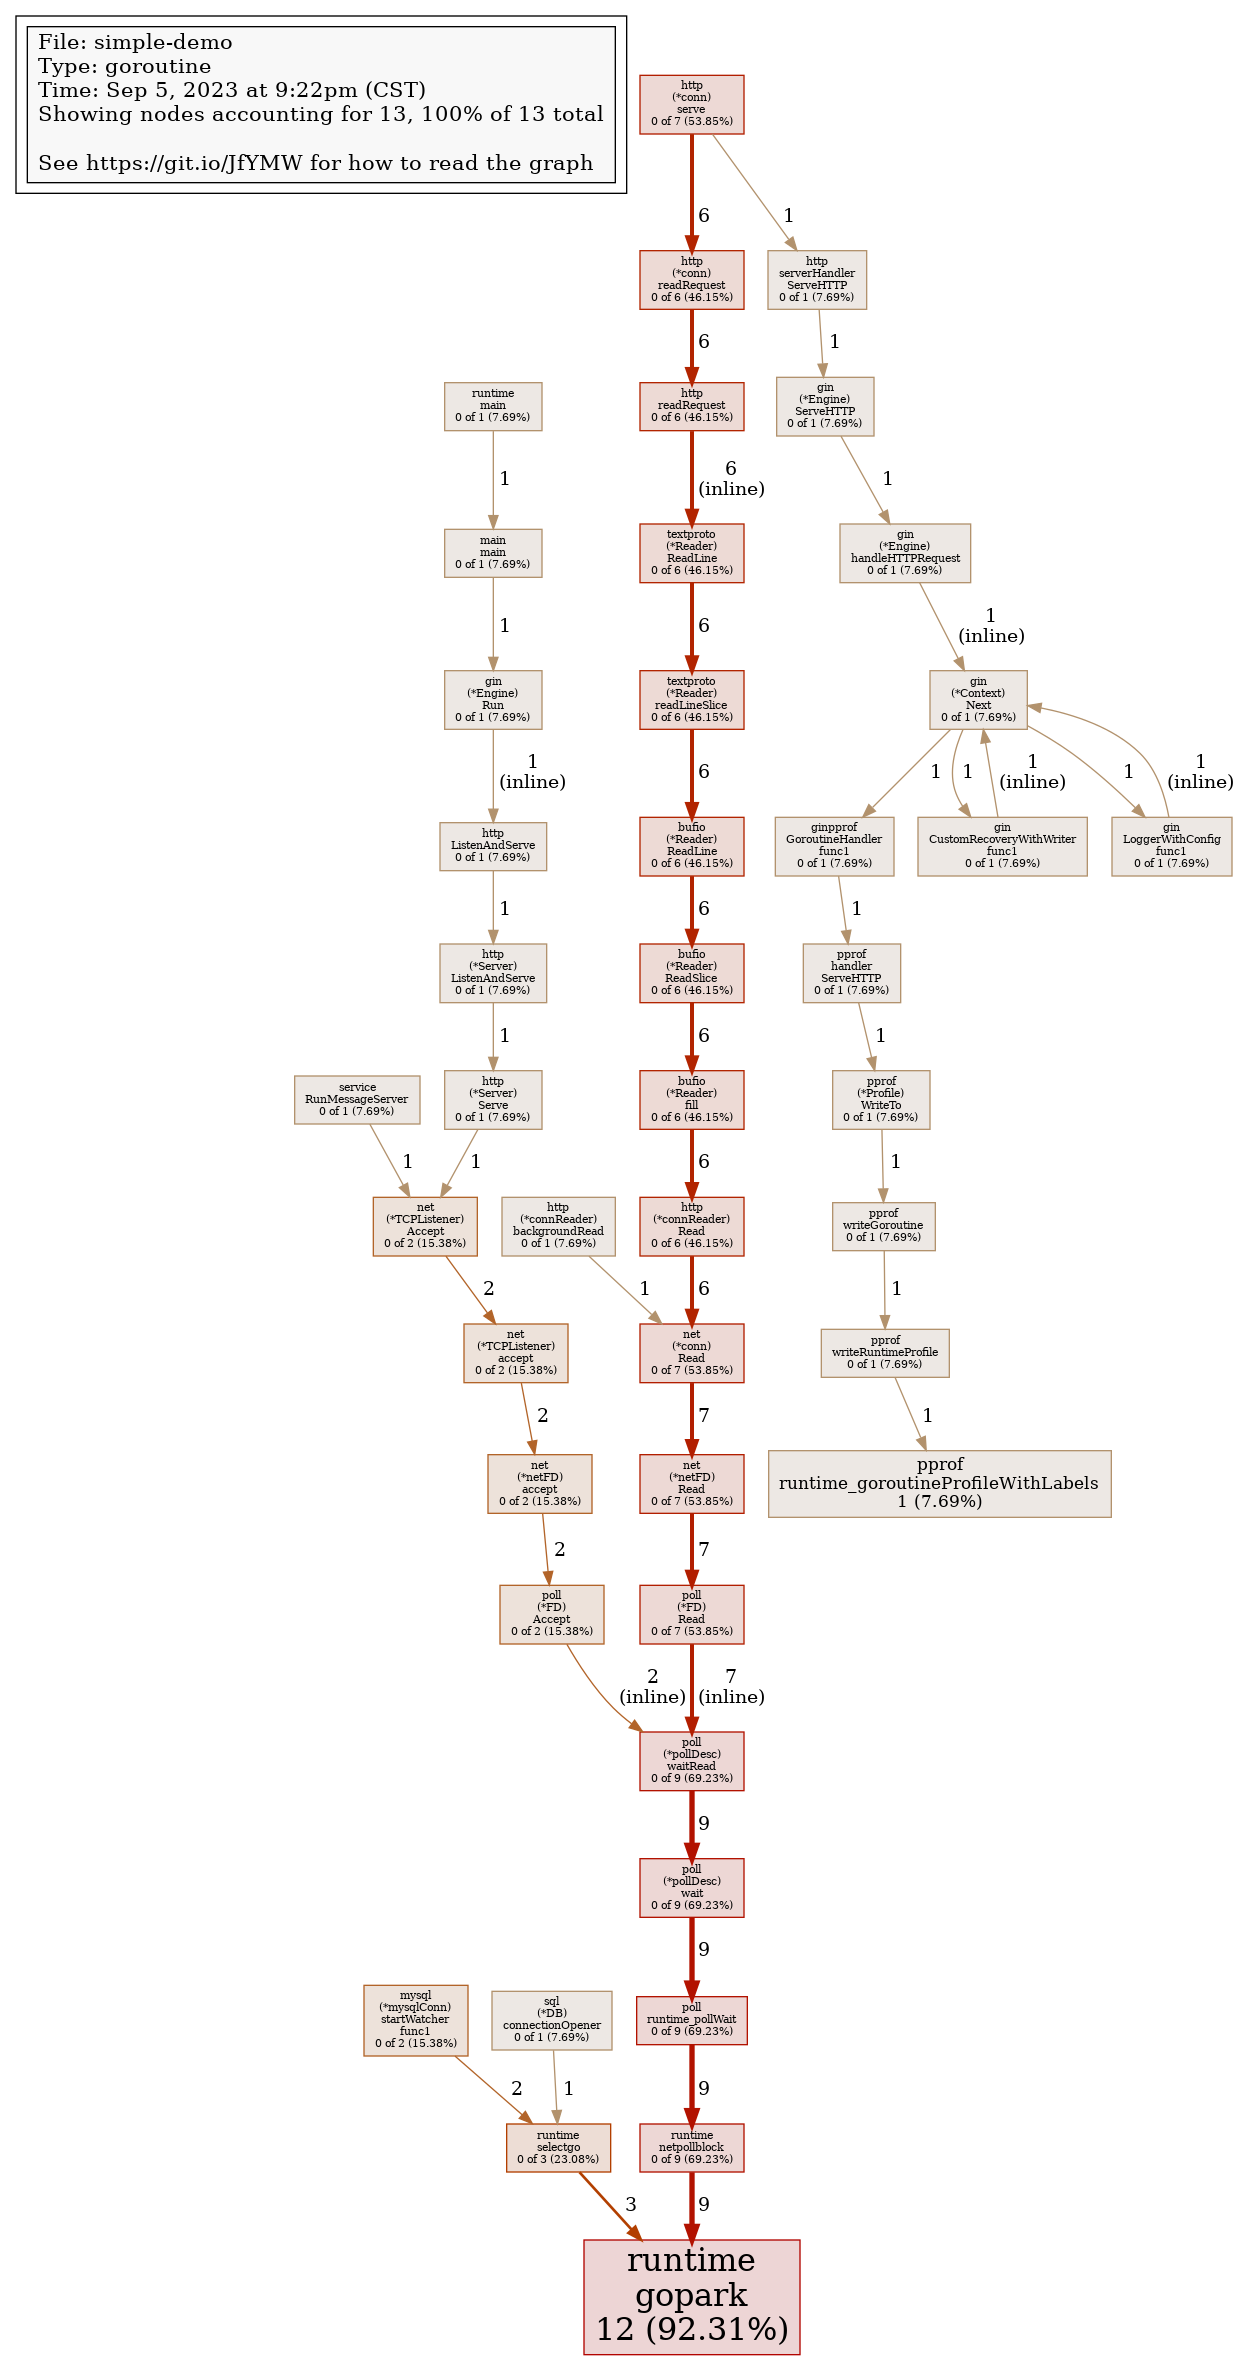 File: simple-demo
Type: goroutine
Time: Sep 5, 2023 at 9:22pm (CST)
Showing nodes accounting for 13, 100% of 13 total
See https://git.io/JfYMW for how to read the graph
http
(*conn)
serve
0 of 7 (53.85%)
6
1
http
(*conn)
readRequest
0 of 6 (46.15%)
http
serverHandler
ServeHTTP
0 of 1 (7.69%)
6
1
runtime
main
0 of 1 (7.69%)
http
readRequest
0 of 6 (46.15%)
gin
(*Engine)
ServeHTTP
0 of 1 (7.69%)
1
6
(inline)
1
main
main
0 of 1 (7.69%)
textproto
(*Reader)
ReadLine
0 of 6 (46.15%)
gin
(*Engine)
handleHTTPRequest
0 of 1 (7.69%)
1
6
1
(inline)
gin
(*Engine)
Run
0 of 1 (7.69%)
textproto
(*Reader)
readLineSlice
0 of 6 (46.15%)
gin
(*Context)
Next
0 of 1 (7.69%)
1
(inline)
6
1
1
1
(inline)
1
1
(inline)
http
ListenAndServe
0 of 1 (7.69%)
bufio
(*Reader)
ReadLine
0 of 6 (46.15%)
ginpprof
GoroutineHandler
func1
0 of 1 (7.69%)
gin
CustomRecoveryWithWriter
func1
0 of 1 (7.69%)
gin
LoggerWithConfig
func1
0 of 1 (7.69%)
1
6
1
http
(*Server)
ListenAndServe
0 of 1 (7.69%)
bufio
(*Reader)
ReadSlice
0 of 6 (46.15%)
pprof
handler
ServeHTTP
0 of 1 (7.69%)
1
6
1
service
RunMessageServer
0 of 1 (7.69%)
http
(*Server)
Serve
0 of 1 (7.69%)
bufio
(*Reader)
fill
0 of 6 (46.15%)
pprof
(*Profile)
WriteTo
0 of 1 (7.69%)
1
1
6
1
net
(*TCPListener)
Accept
0 of 2 (15.38%)
http
(*connReader)
backgroundRead
0 of 1 (7.69%)
http
(*connReader)
Read
0 of 6 (46.15%)
pprof
writeGoroutine
0 of 1 (7.69%)
2
1
6
1
net
(*TCPListener)
accept
0 of 2 (15.38%)
net
(*conn)
Read
0 of 7 (53.85%)
pprof
writeRuntimeProfile
0 of 1 (7.69%)
2
7
1
net
(*netFD)
accept
0 of 2 (15.38%)
net
(*netFD)
Read
0 of 7 (53.85%)
pprof
runtime_goroutineProfileWithLabels
1 (7.69%)
2
7
poll
(*FD)
Accept
0 of 2 (15.38%)
poll
(*FD)
Read
0 of 7 (53.85%)
2
(inline)
7
(inline)
poll
(*pollDesc)
waitRead
0 of 9 (69.23%)
9
poll
(*pollDesc)
wait
0 of 9 (69.23%)
9
mysql
(*mysqlConn)
startWatcher
func1
0 of 2 (15.38%)
sql
(*DB)
connectionOpener
0 of 1 (7.69%)
poll
runtime_pollWait
0 of 9 (69.23%)
2
1
9
runtime
selectgo
0 of 3 (23.08%)
runtime
netpollblock
0 of 9 (69.23%)
3
9
runtime
gopark
12 (92.31%)